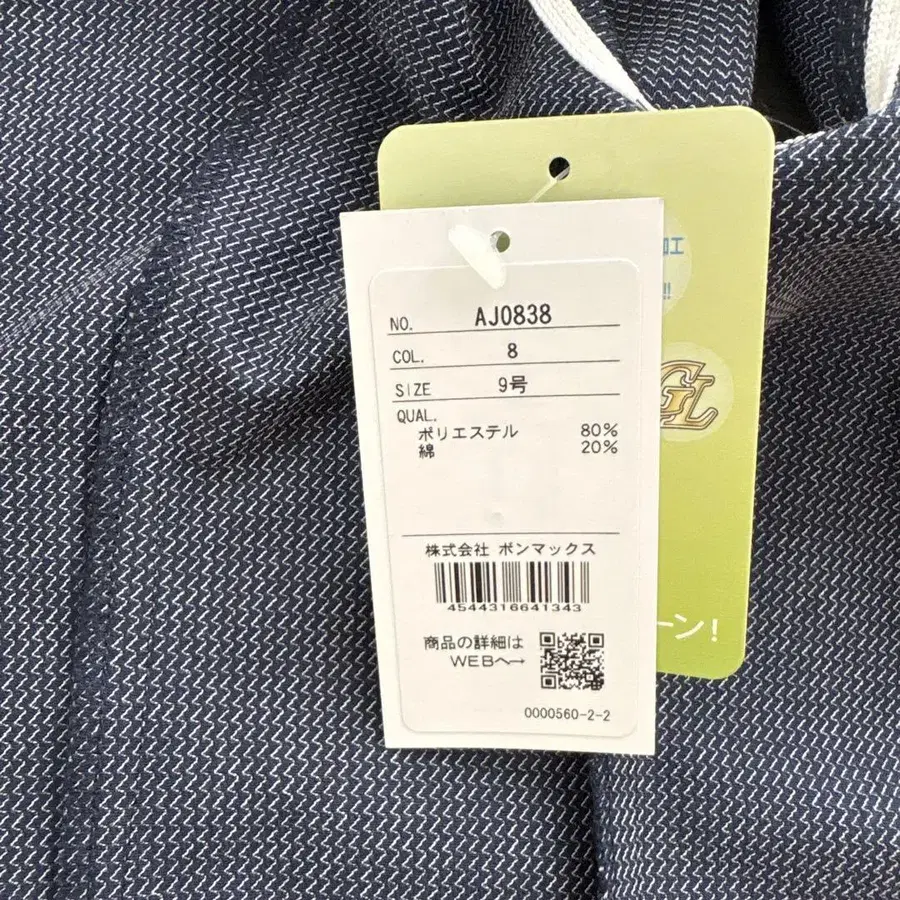 NO. AJ0838
COL. 8
SIZE 9号
QUAL.
ポリエステル 80%
綿 20%
株式会社 ボンマックス
4544316641343
商品の詳細は
WEBへ→
0000560-2-2
加工
!!
GL
ーン!